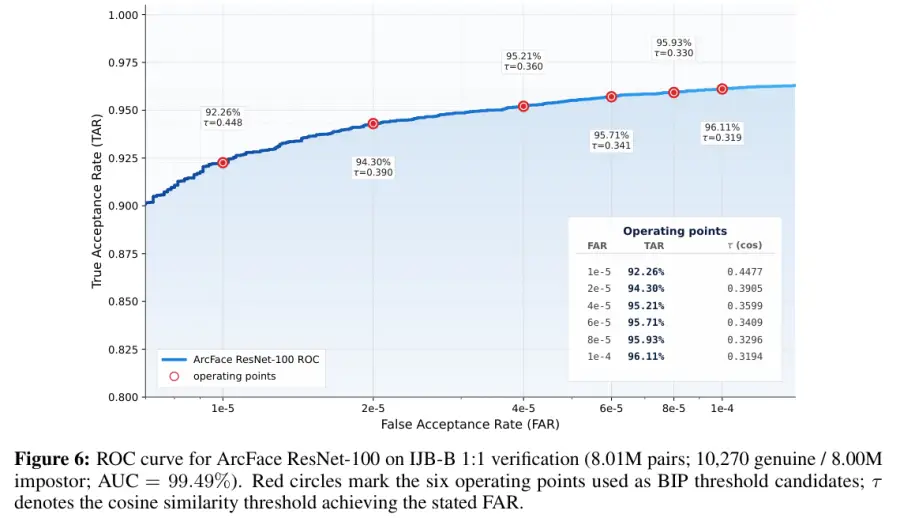 1.000
0.975
0.950
0.925
0.900
0.875
0.850
0.825
0.800
True Acceptance Rate (TAR)
92.26%
τ=0.448
94.30%
τ=0.390
95.21%
τ=0.360
95.71%
τ=0.341
95.93%
τ=0.330
96.11%
τ=0.319
Operating points
FAR TAR τ (cos)
1e-5 92.26% 0.4477
2e-5 94.30% 0.3905
4e-5 95.21% 0.3599
6e-5 95.71% 0.3409
8e-5 95.93% 0.3296
1e-4 96.11% 0.3194
ArcFace ResNet-100 ROC
operating points
1e-5 2e-5 4e-5 6e-5 8e-5 1e-4
False Acceptance Rate (FAR)
Figure 6: ROC curve for ArcFace ResNet-100 on IJB-B 1:1 verification (8.01M pairs; 10,270 genuine / 8.00M
impostor; AUC = 99.49%). Red circles mark the six operating points used as BIP threshold candidates; τ
denotes the cosine similarity threshold achieving the stated FAR.